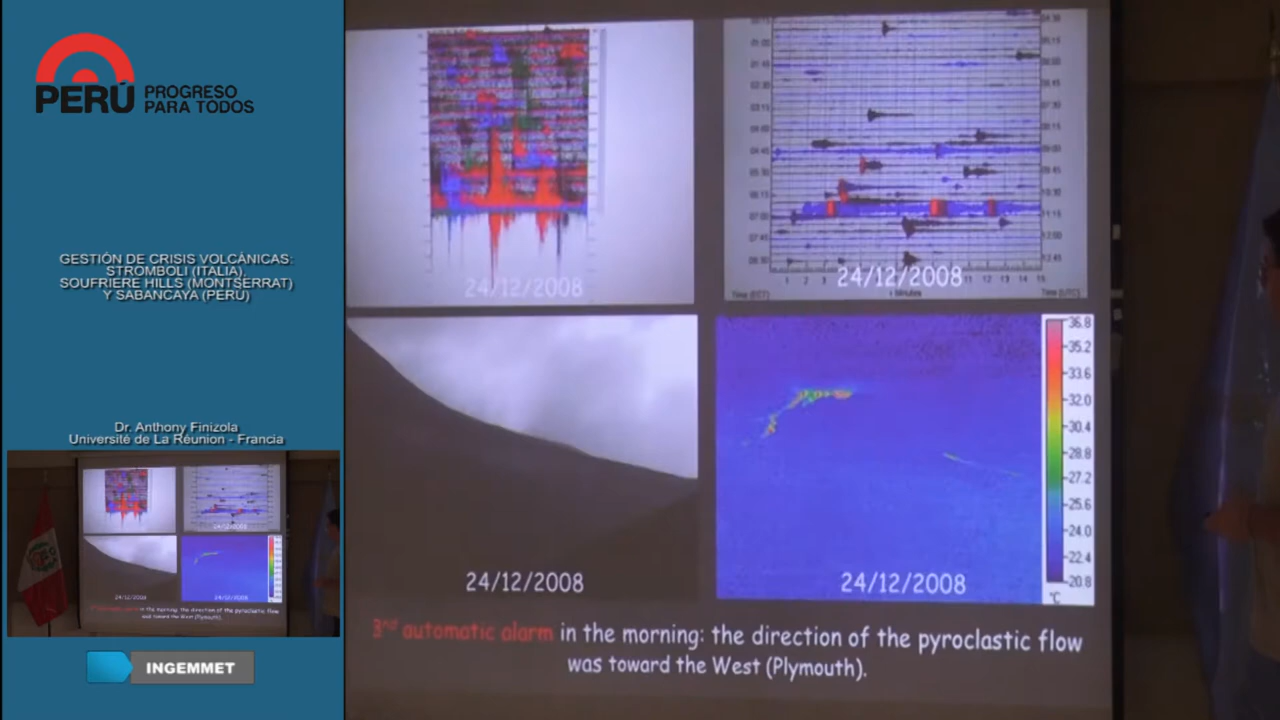 PERÚ
PROGRESO
PARA TODOS
GESTIÓN DE CRISIS VOLCÁNICAS:
STROMBOLI (ITALIA),
SOUFRIERE HILLS (MONTSERRAT)
Y SABANCAYA (PERÚ)
Dr. Anthony Finizola
Université de La Réunion - Francia
INGEMMET
24/12/2008
24/12/2008
24/12/2008
24/12/2008
36.8
35.2
33.6
32.0
30.4
28.8
27.2
25.6
24.0
22.4
20.8
°C
3nd automatic alarm in the morning: the direction of the pyroclastic flow
was toward the West (Plymouth).